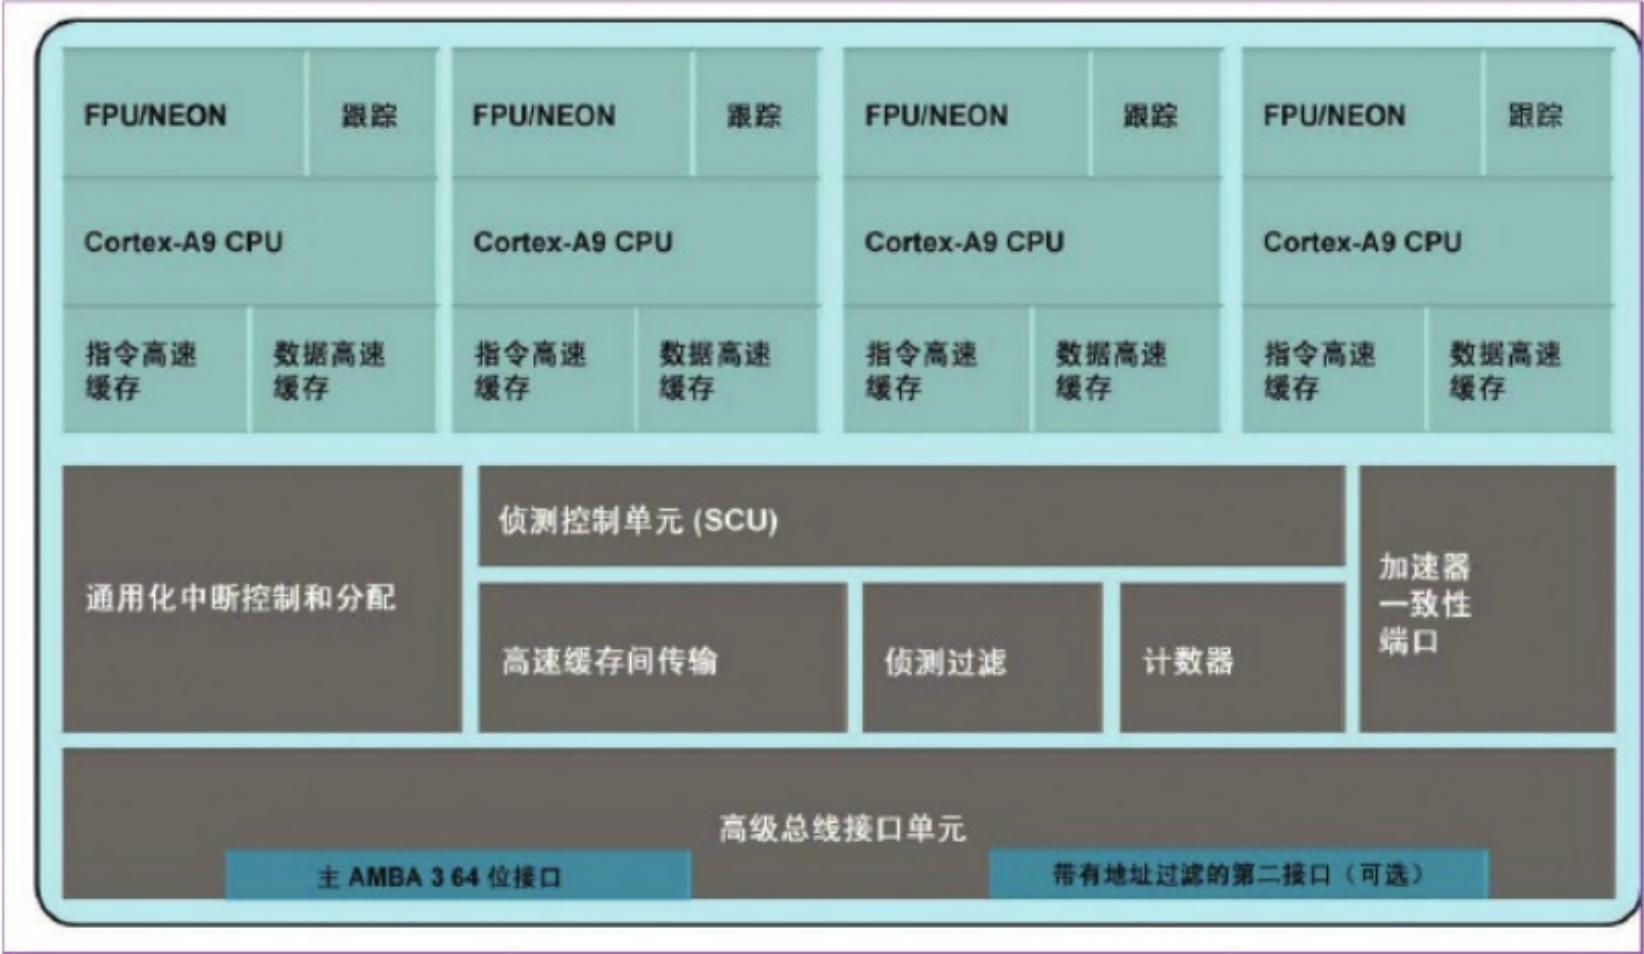 FPU/NEON 跟踪 FPU/NEON 跟踪 FPU/NEON 跟踪 FPU/NEON 跟踪
Cortex-A9 CPU Cortex-A9 CPU Cortex-A9 CPU Cortex-A9 CPU
指令高速 数据高速 指令高速 数据高速 指令高速 数据高速 指令高速 数据高速
缓存 缓存 缓存 缓存 缓存 缓存 缓存 缓存
通用化中断控制和分配
侦测控制单元 (SCU)
高速缓存间传输
侦测过滤
计数器
加速器
一致性
端口
高级总线接口单元
主 AMBA 3 64 位接口
带有地址过滤的第二接口（可选）